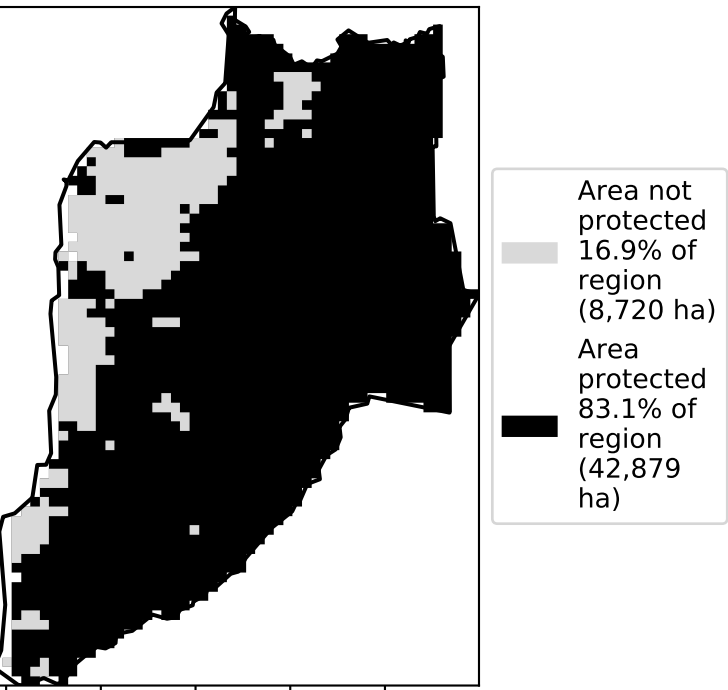 Area not
protected
16.9% of
region
(8,720 ha)
Area
protected
83.1% of
region
(42,879
ha)